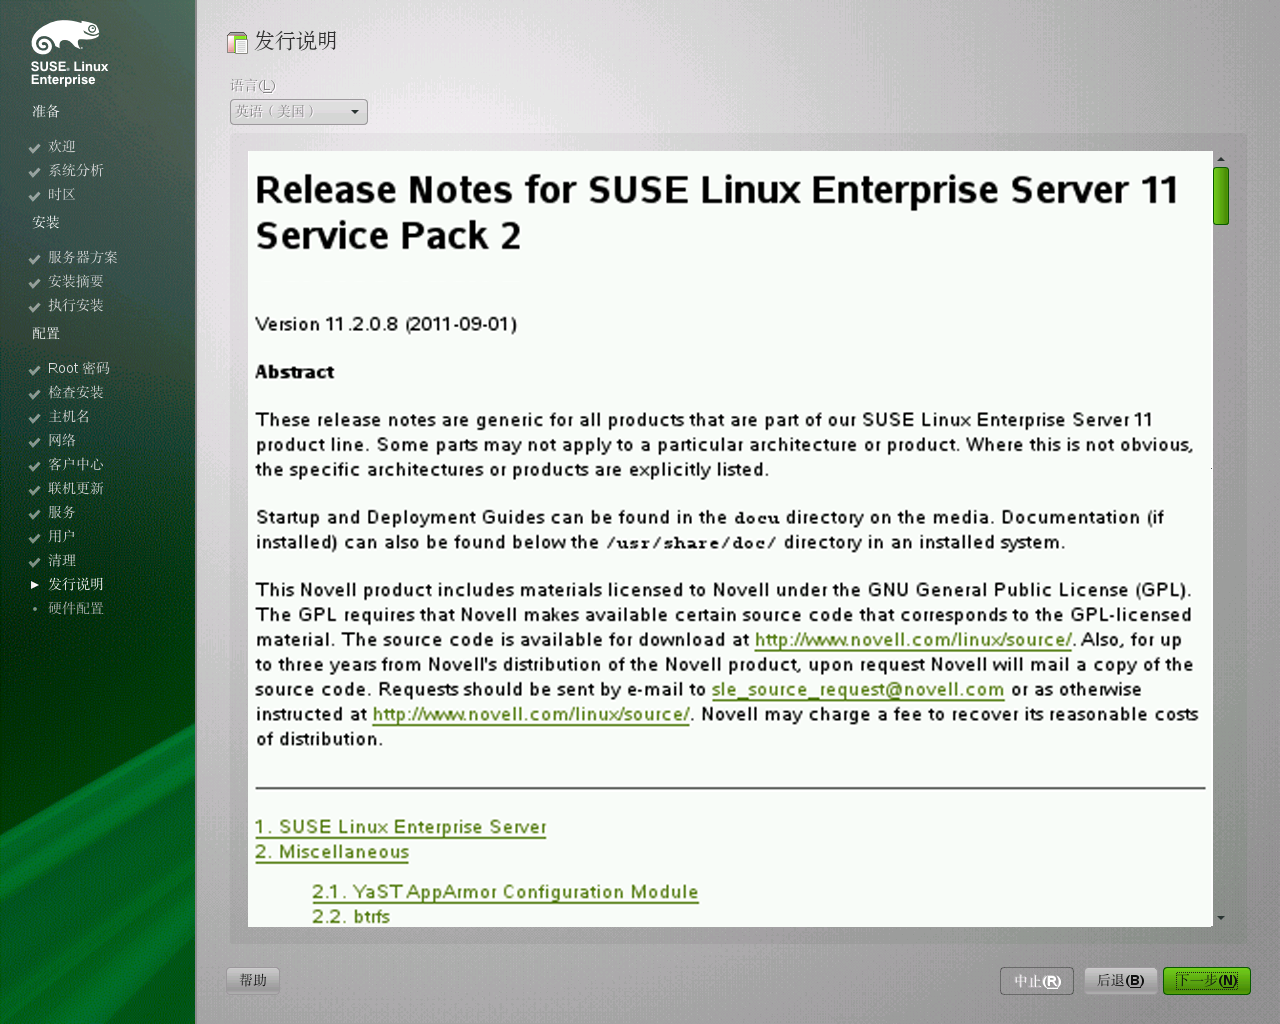 SUSE. Linux
Enterprise
准备
欢迎
系统分析
时区
安装
服务器方案
安装摘要
执行安装
配置
Root 密码
检查安装
主机名
网络
客户中心
联机更新
服务
用户
清理
发行说明
硬件配置
发行说明
语言(L)
英语（美国）
Release Notes for SUSE Linux Enterprise Server 11
Service Pack 2
Version 11.2.0.8 (2011-09-01)
Abstract
These release notes are generic for all products that are part of our SUSE Linux Enterprise Server 11
product line. Some parts may not apply to a particular architecture or product. Where this is not obvious,
the specific architectures or products are explicitly listed.
Startup and Deployment Guides can be found in the docu directory on the media. Documentation (if
installed) can also be found below the /usr/share/doc/ directory in an installed system.
This Novell product includes materials licensed to Novell under the GNU General Public License (GPL).
The GPL requires that Novell makes available certain source code that corresponds to the GPL-licensed
material. The source code is available for download at http://www.novell.com/linux/source/. Also, for up
to three years from Novell's distribution of the Novell product, upon request Novell will mail a copy of the
source code. Requests should be sent by e-mail to sle_source_request@novell.com or as otherwise
instructed at http://www.novell.com/linux/source/. Novell may charge a fee to recover its reasonable costs
of distribution.
1. SUSE Linux Enterprise Server
2. Miscellaneous
2.1. YaST AppArmor Configuration Module
2.2. btrfs
帮助
中止(R)
后退(B)
下一步(N)